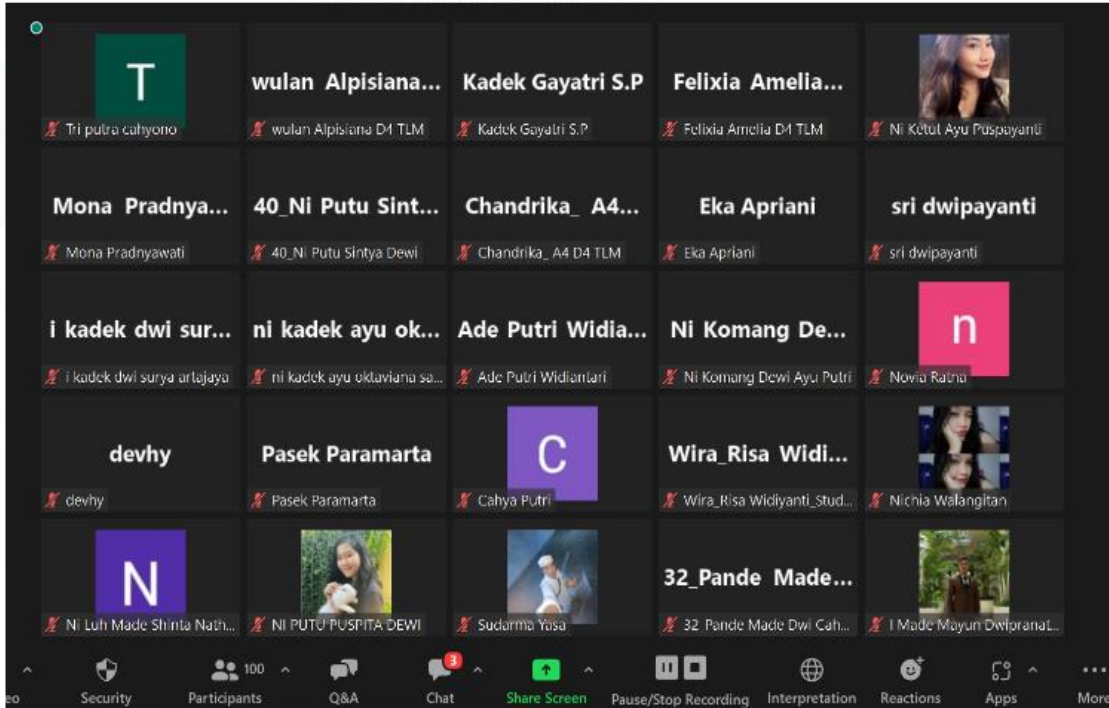 T
Tri putra cahyono
wulan Alpisiana...
wulan Alpisiana D4 TLM
Kadek Gayatri S.P
Kadek Gayatri S.P
Felixia Amelia...
Felixia Amelia D4 TLM
Ni Ketut Ayu Puspayanti
Mona Pradnya...
Mona Pradnyawati
40_Ni Putu Sint...
40_Ni Putu Sintya Dewi
Chandrika_ A4...
Chandrika_ A4 D4 TLM
Eka Apriani
Eka Apriani
sri dwipayanti
sri dwipayanti
i kadek dwi sur...
i kadek dwi surya artajaya
ni kadek ayu ok...
ni kadek ayu oktaviana sa...
Ade Putri Widia...
Ade Putri Widiantari
Ni Komang De...
Ni Komang Dewi Ayu Putri
n
Novia Ratna
devhy
devhy
Pasek Paramarta
Pasek Paramarta
C
Cahya Putri
Wira_Risa Widi...
Wira_Risa Widiyanti_Stud...
Nichia Walangitan
N
Ni Luh Made Shinta Nath...
NI PUTU PUSPITA DEWI
Sudarma Yasa
32_Pande Made...
32 Pande Made Dwi Cah...
I Made Mayun Dwipranat...
eo
Security
Participants
100
Q&A
Chat
3
Share Screen
Pause/Stop Recording
Interpretation
Reactions
Apps
More